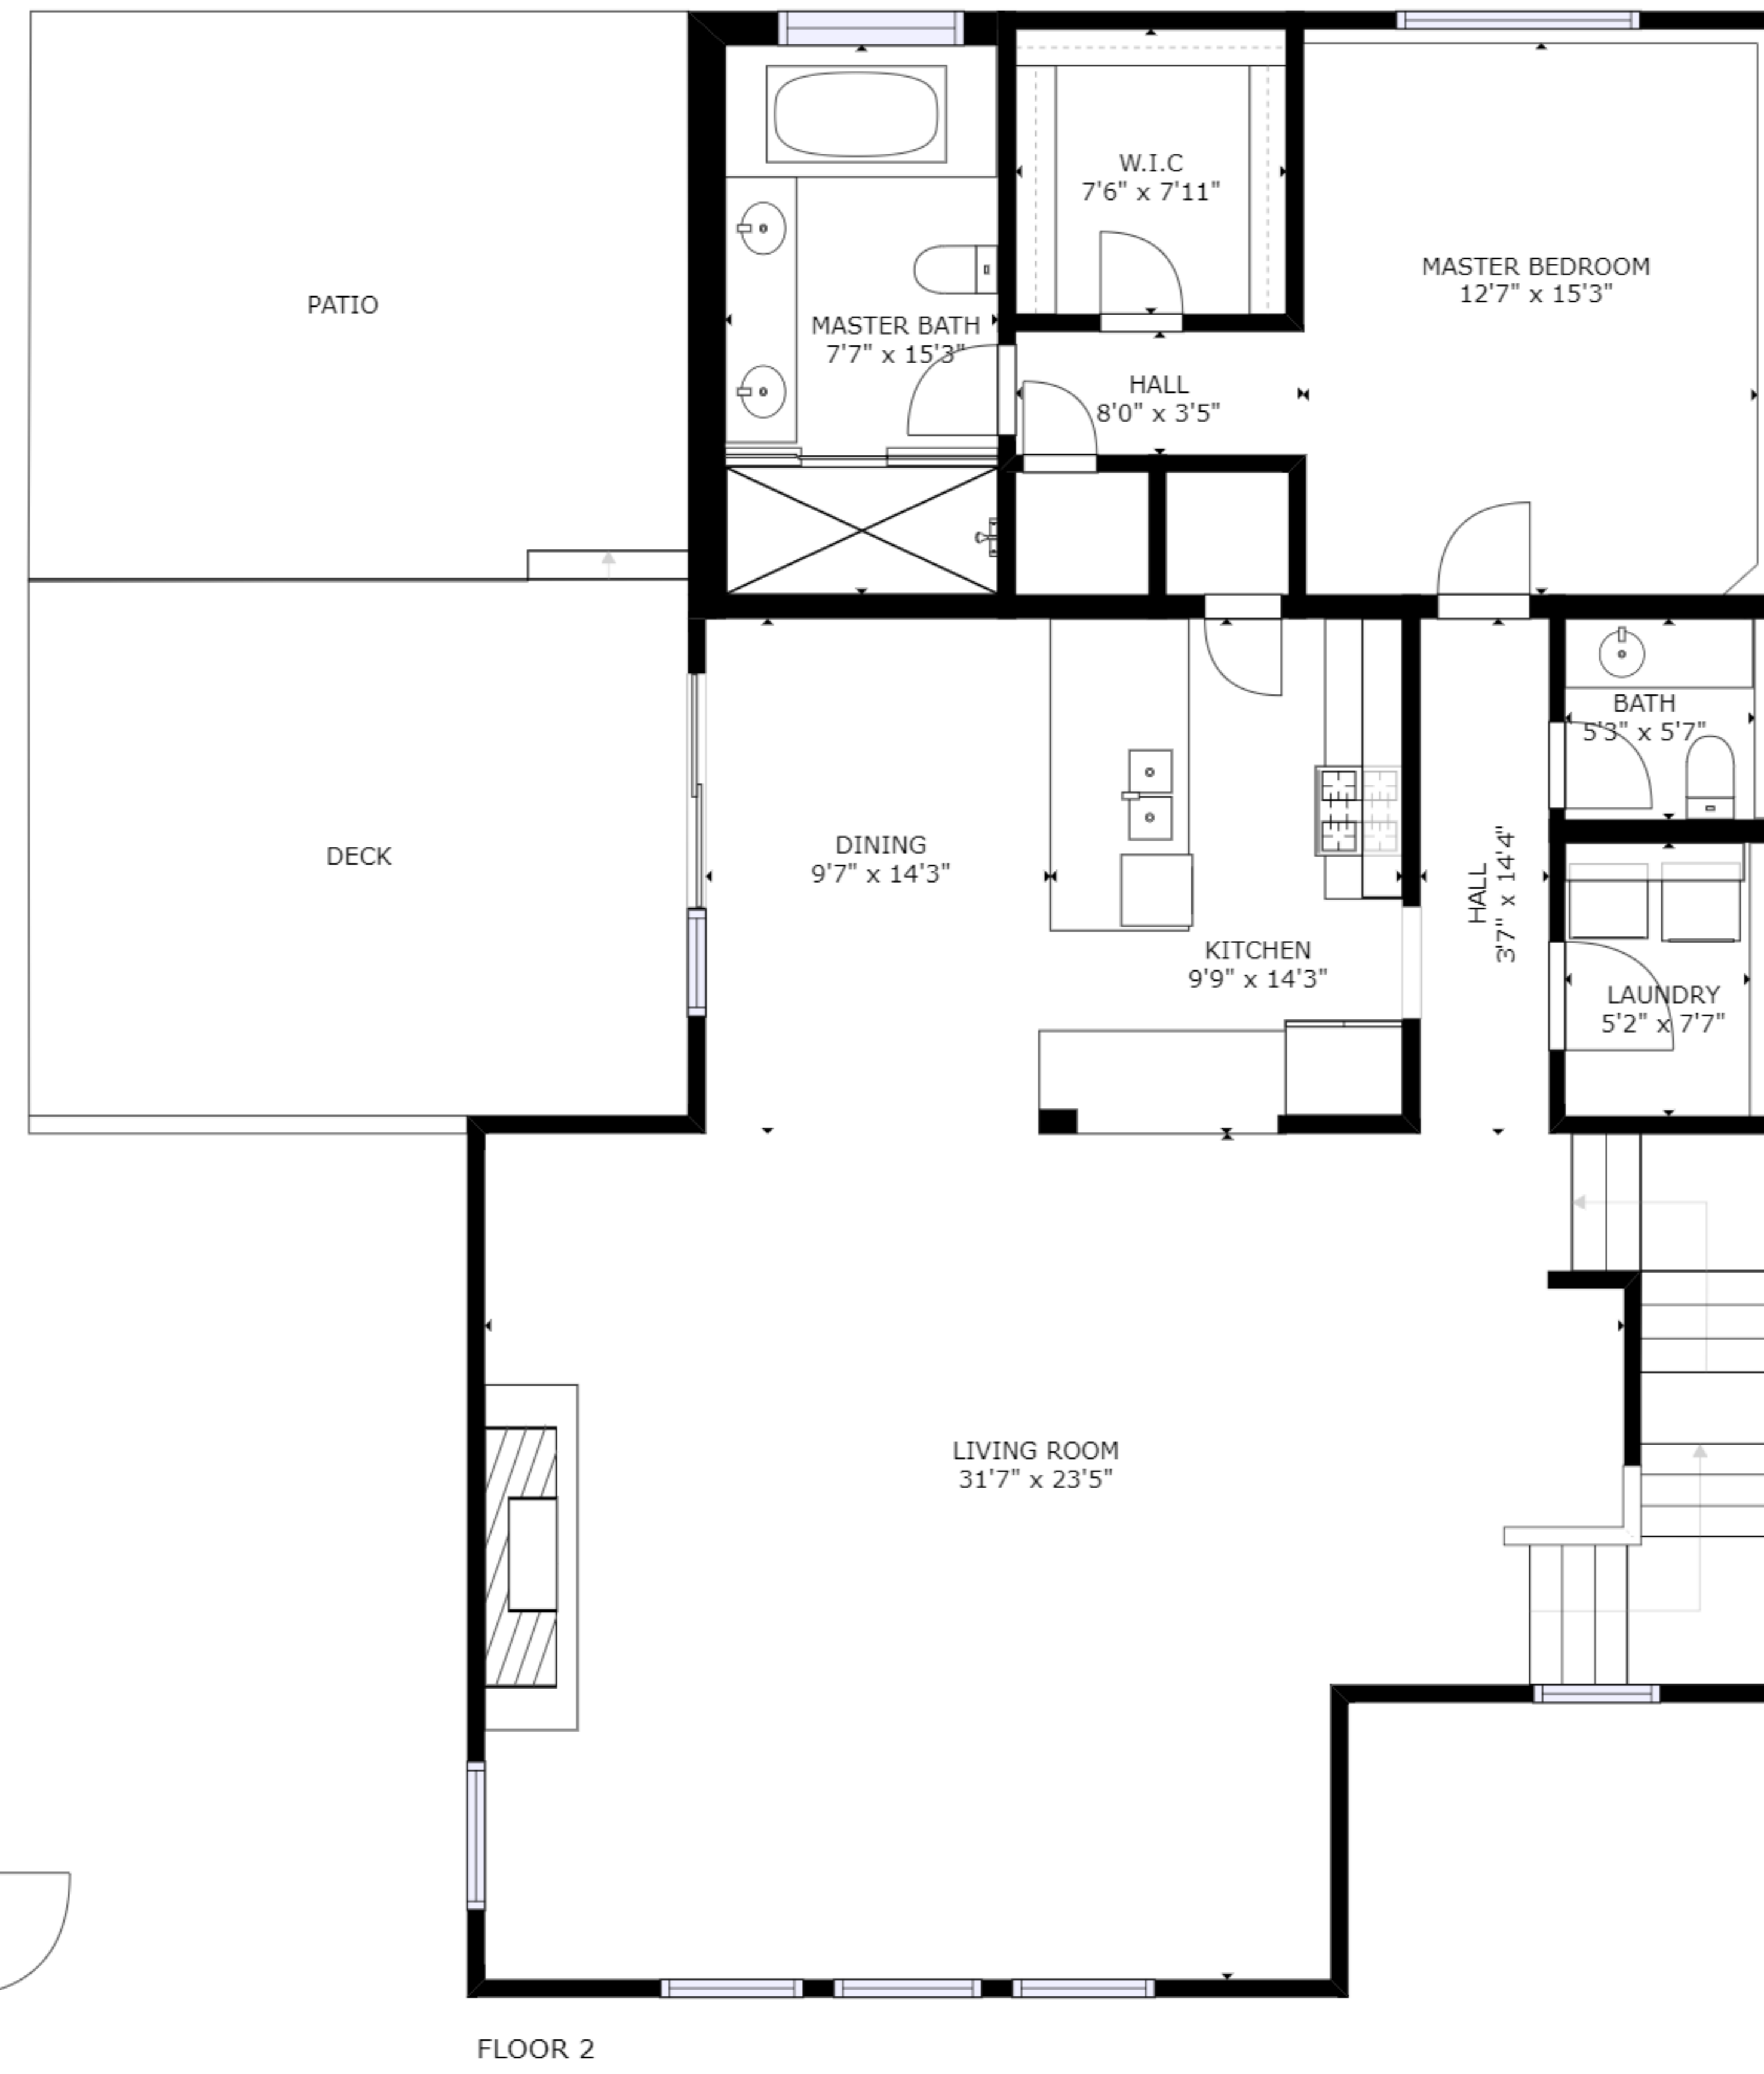 W.I.C
7'6" x 7'11"
MASTER BEDROOM
12'7" x 15'3"
PATIO
MASTER BATH
7'7" x 15'3"
HALL
8'0" x 3'5"
BATH
5'3" x 5'7"
DECK
DINING
9'7" x 14'3"
HALL
3'7" x 14'4"
KITCHEN
9'9" x 14'3"
LAUNDRY
5'2" x 7'7"
LIVING ROOM
31'7" x 23'5"
FLOOR 2